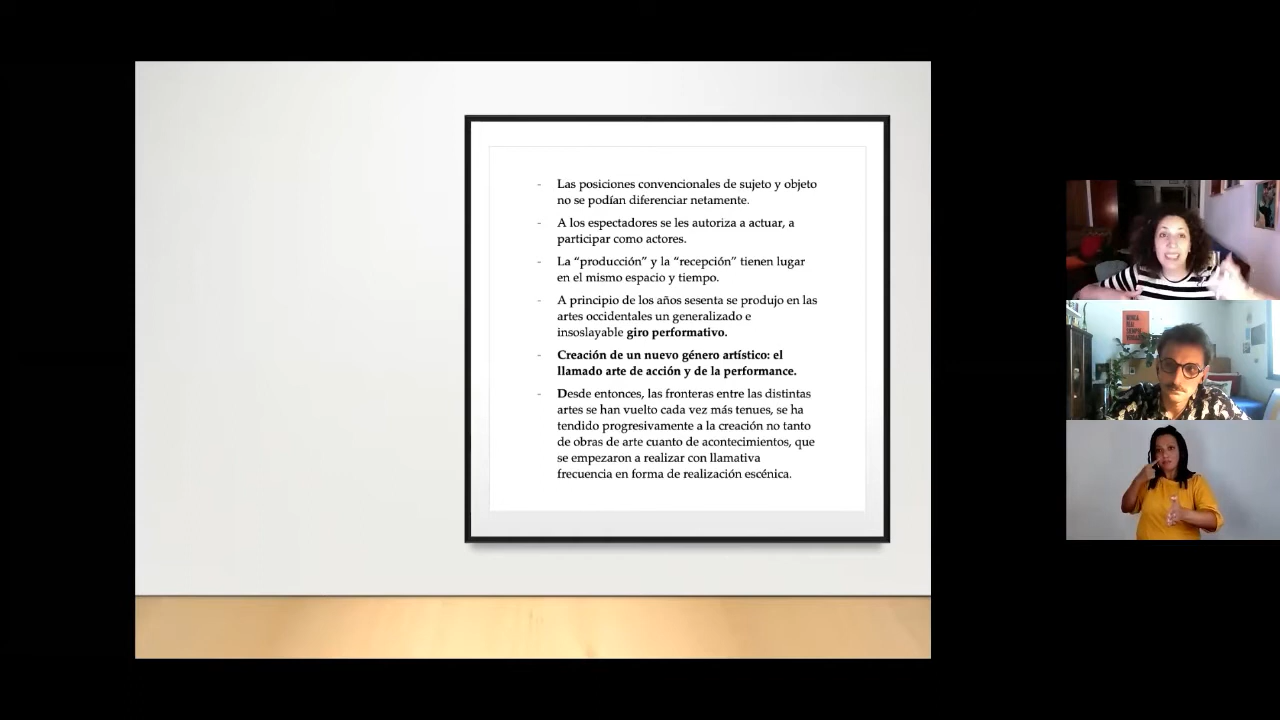 - Las posiciones convencionales de sujeto y objeto
no se podían diferenciar netamente.
- A los espectadores se les autoriza a actuar, a
participar como actores.
- La “producción” y la “recepción” tienen lugar
en el mismo espacio y tiempo.
- A principio de los años sesenta se produjo en las
artes occidentales un generalizado e
insoslayable giro performativo.
- Creación de un nuevo género artístico: el
llamado arte de acción y de la performance.
- Desde entonces, las fronteras entre las distintas
artes se han vuelto cada vez más tenues, se ha
tendido progresivamente a la creación no tanto
de obras de arte cuanto de acontecimientos, que
se empezaron a realizar con llamativa
frecuencia en forma de realización escénica.